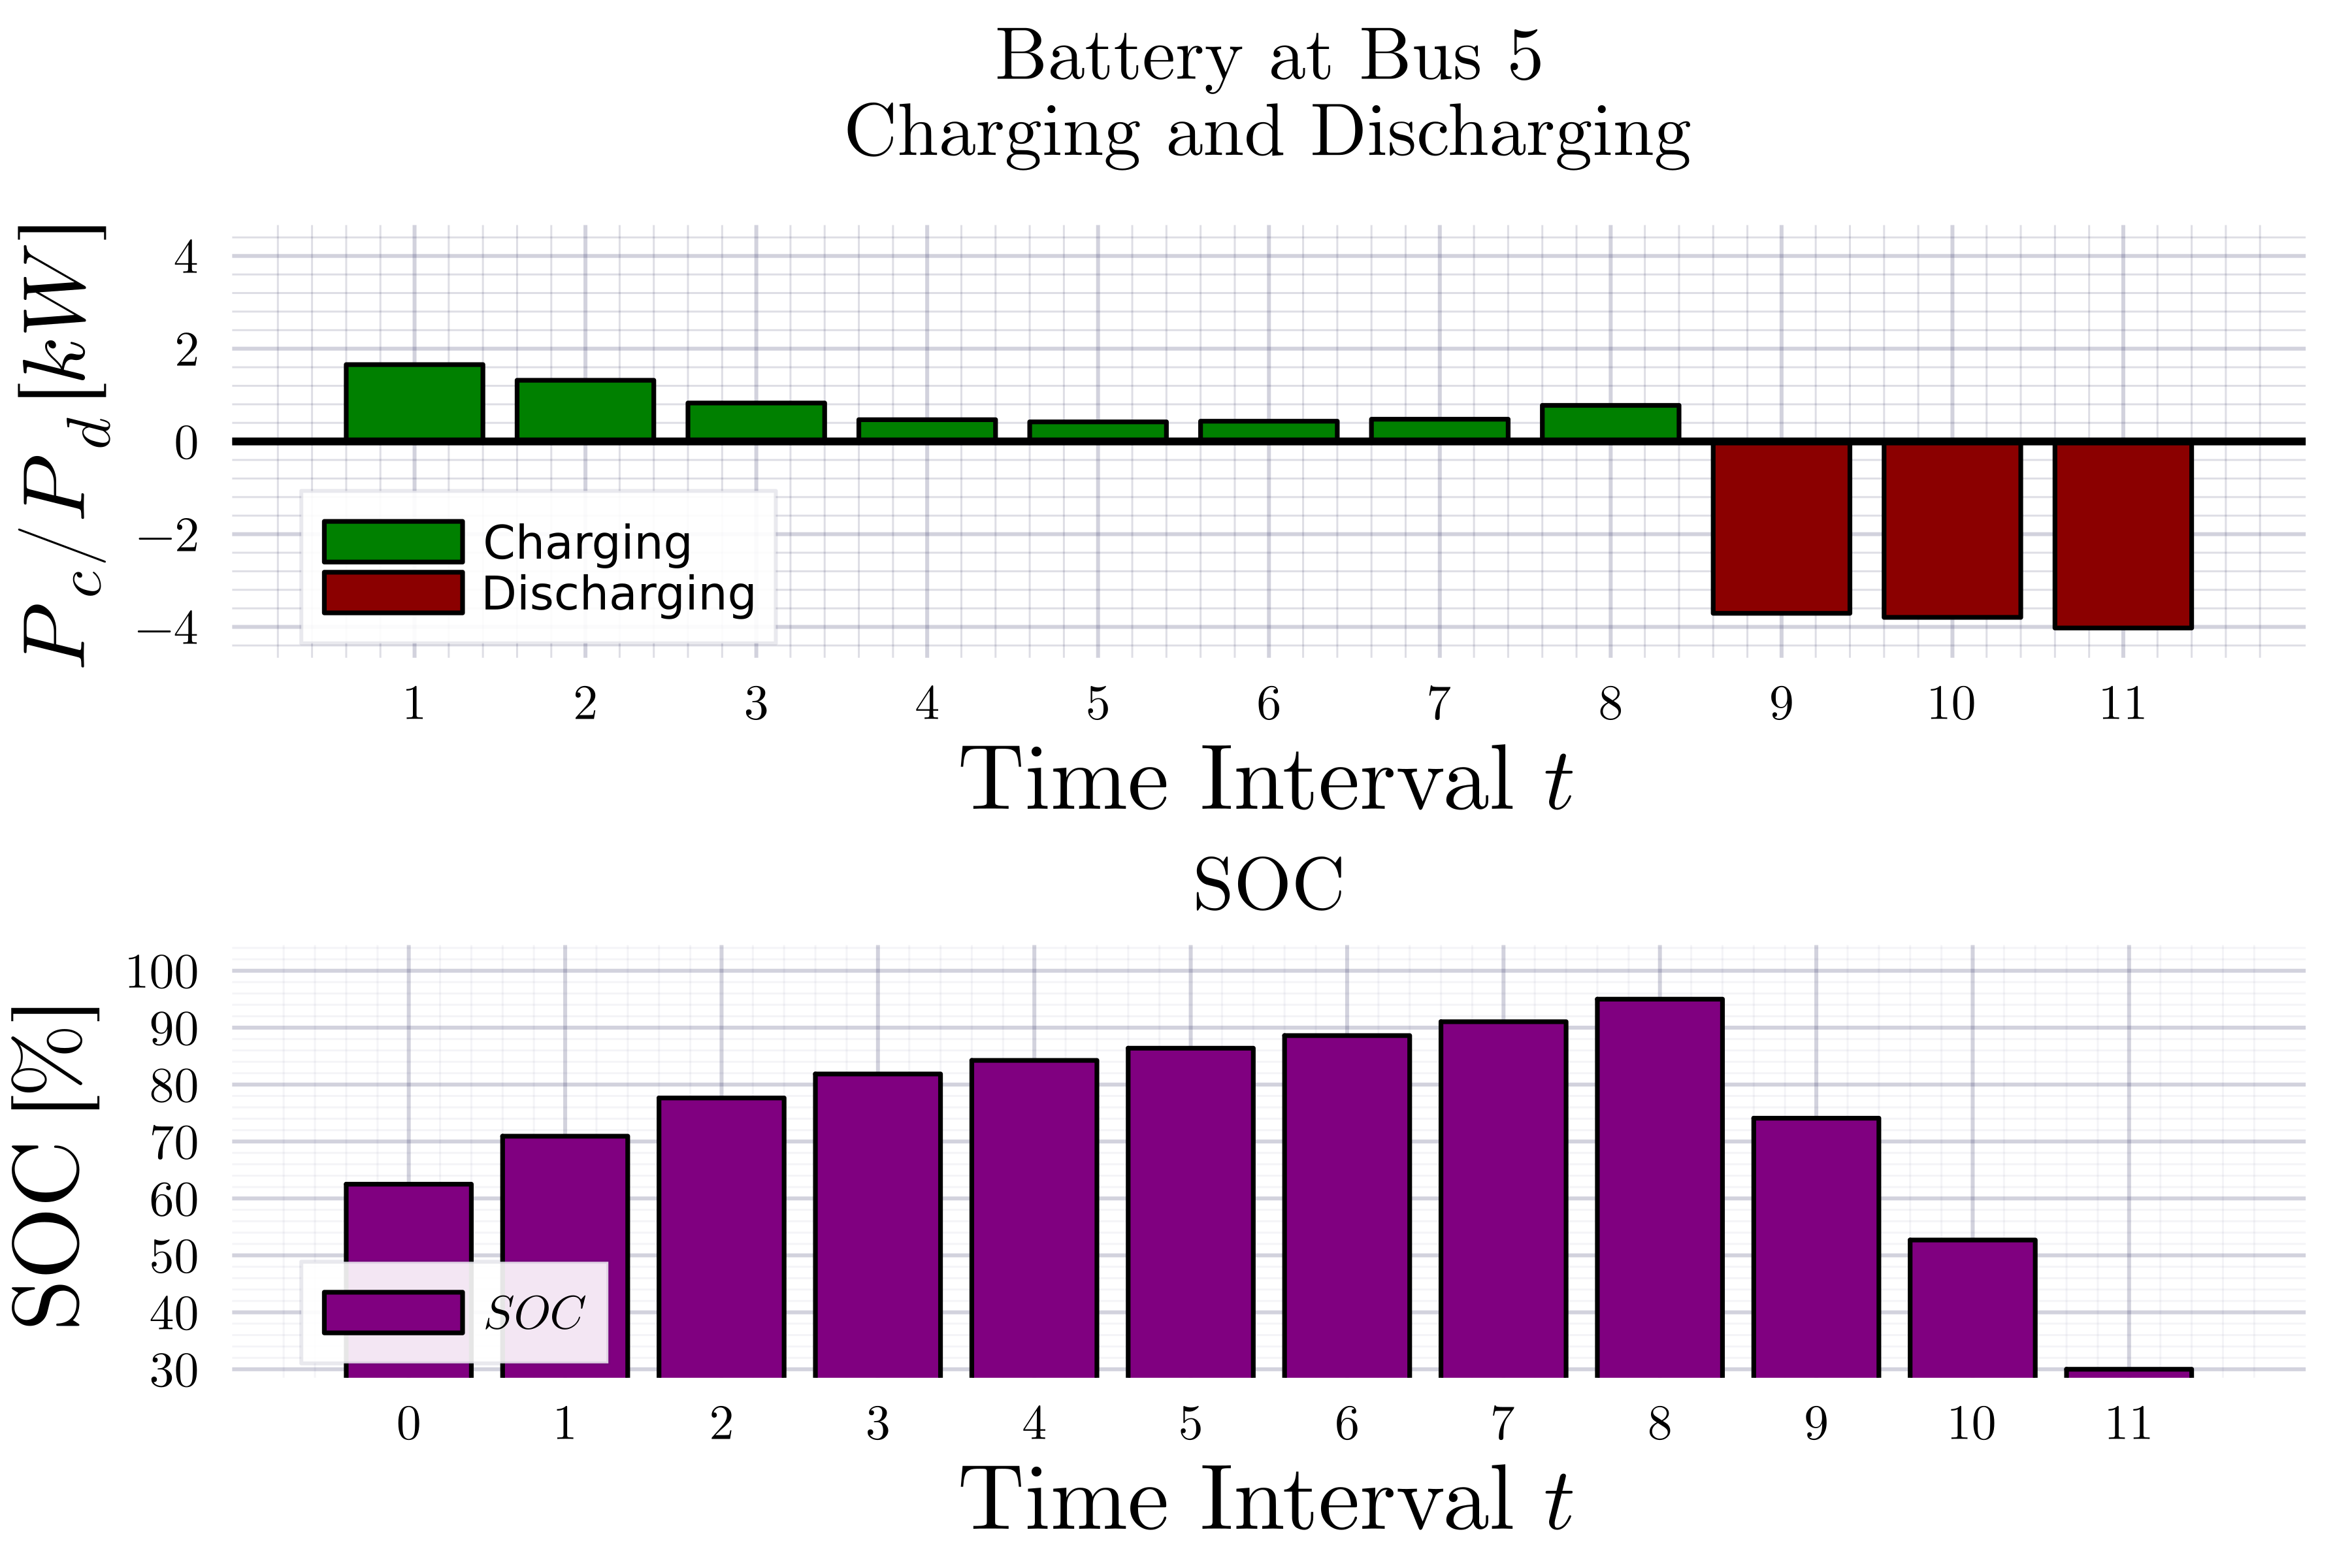 Battery at Bus 5
Charging and Discharging
P_c/P_d [kW]
4
2
0
−2
−4
Charging
Discharging
1 2 3 4 5 6 7 8 9 10 11
Time Interval t
SOC
SOC [%]
100
90
80
70
60
50
40
30
SOC
0 1 2 3 4 5 6 7 8 9 10 11
Time Interval t